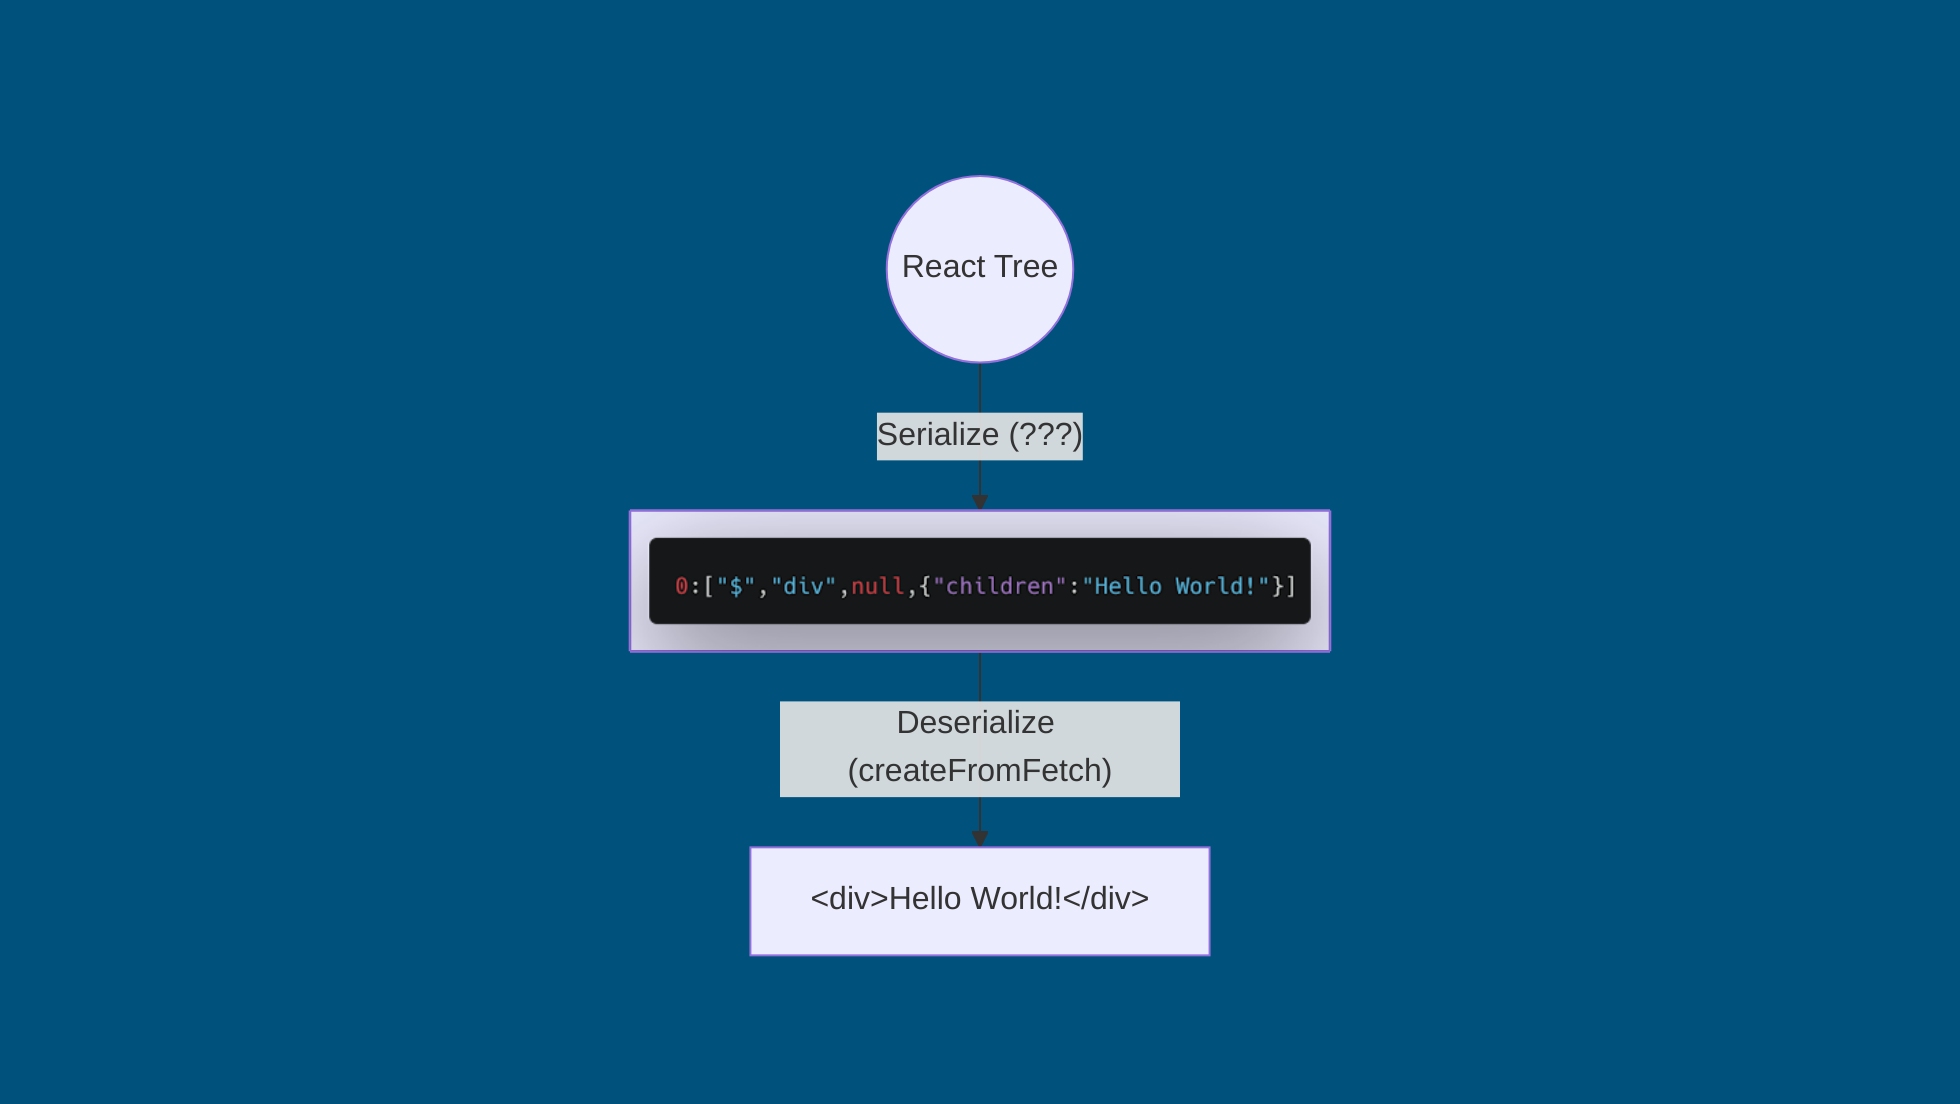 React Tree
Serialize (???)
0:["$","div",null,{"children":"Hello World!"}]
Deserialize
(createFromFetch)
<div>Hello World!</div>